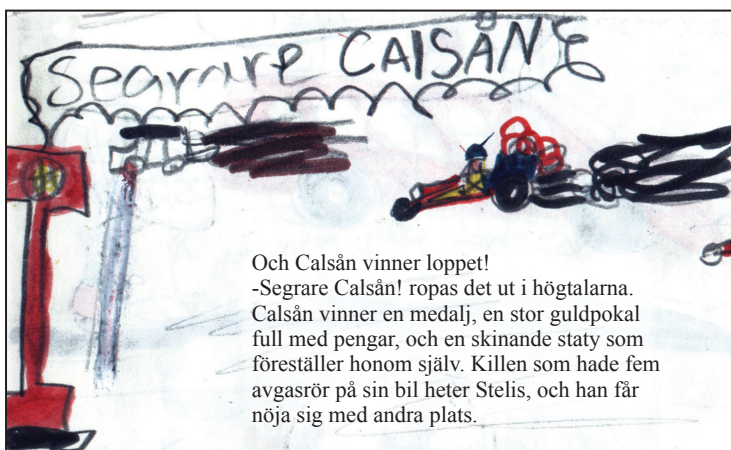 Segrare CAlSÅN
Och Calsån vinner loppet!
-Segrare Calsån! ropas det ut i högtalarna.
Calsån vinner en medalj, en stor guldpokal
full med pengar, och en skinande staty som
föreställer honom själv. Killen som hade fem
avgasrör på sin bil heter Stelis, och han får
nöja sig med andra plats.